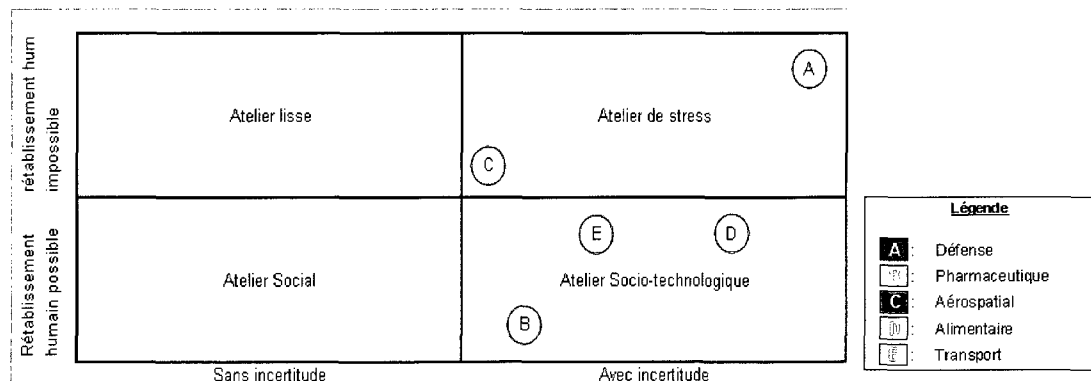 rétablissement hum
impossible
Atelier lisse
Atelier de stress
A
C
Rétablissement
humain possible
Atelier Social
Atelier Socio-technologique
E
D
B
Sans incertitude
Avec incertitude
Légende
A : Défense
: Pharmaceutique
C : Aérospatial
: Alimentaire
: Transport